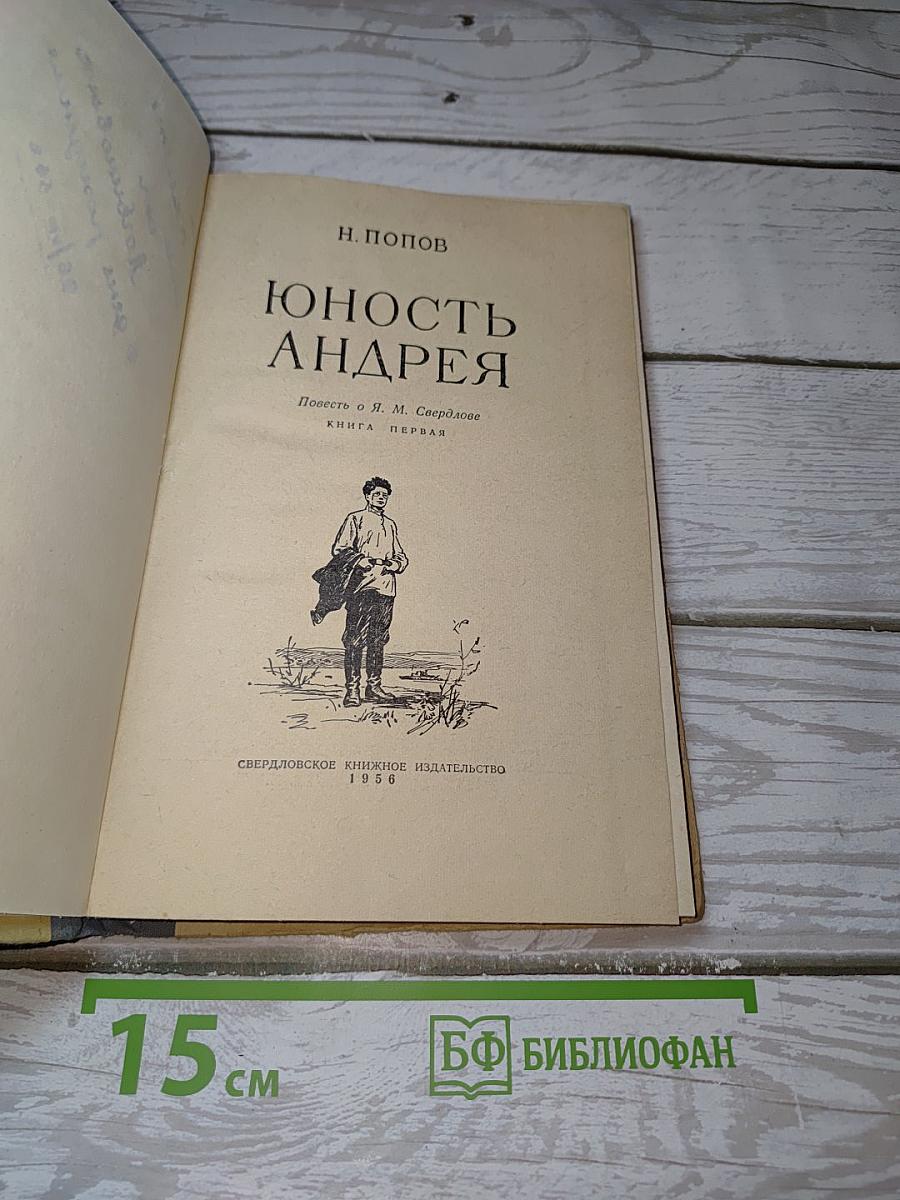 Н. ПОПОВ
ЮНОСТЬ
АНДРЕЯ
Повесть о Я. М. Свердлове
КНИГА ПЕРВАЯ
СВЕРДЛОВСКОЕ КНИЖНОЕ ИЗДАТЕЛЬСТВО
1956
15 см
БФ БИБЛИОФАН